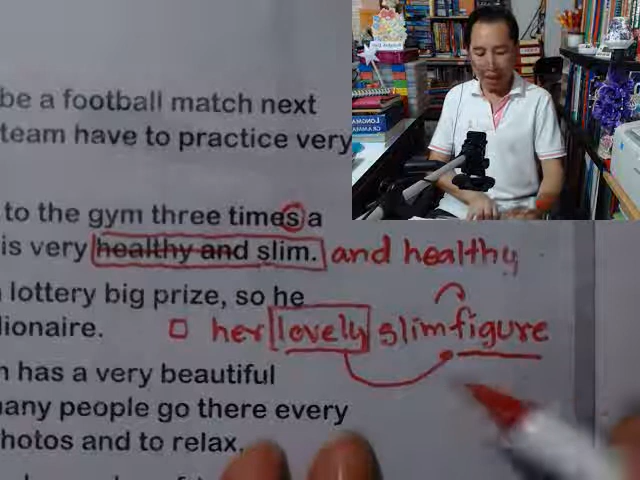 be a football match next
team have to practice very
to the gym three times a
is very healthy and slim. and healthy
lottery big prize, so he
lionaire. her lovely slim figure
has a very beautiful
many people go there every
hotos and to relax.
LONGMAN
GRAMMAR